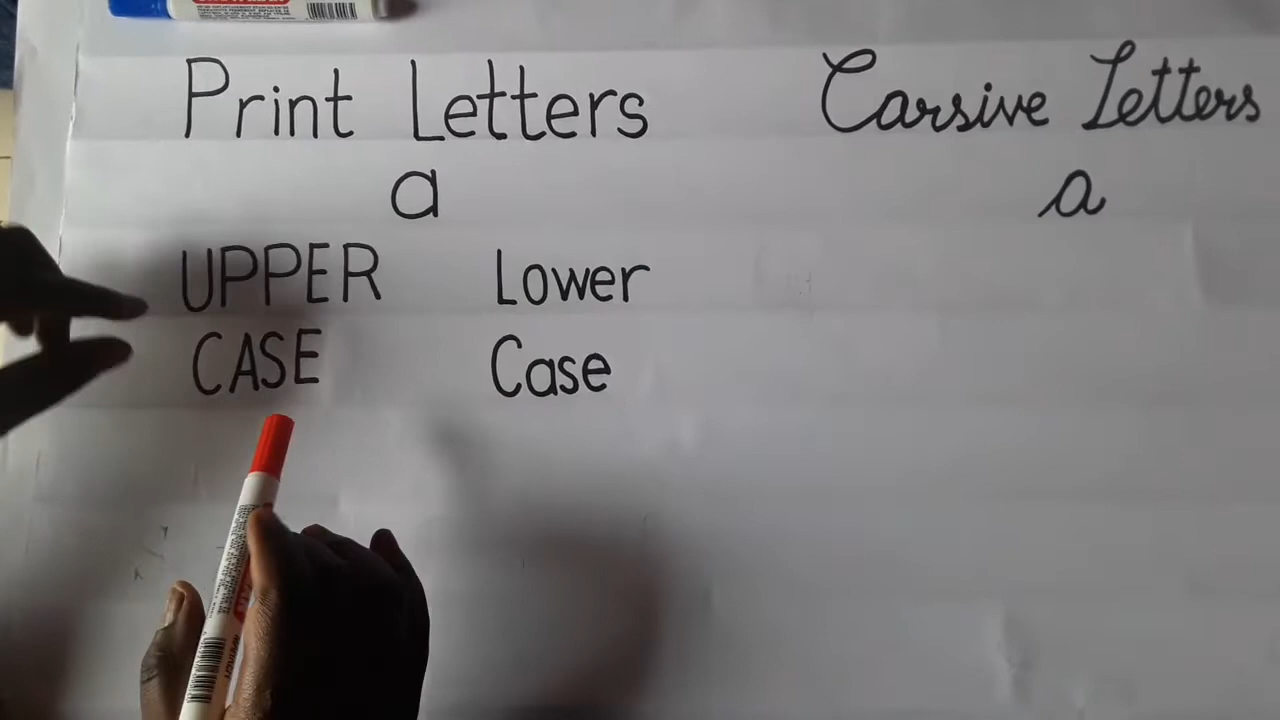 Print Letters
Carsive Letters
a
a
UPPER
Lower
CASE
Case